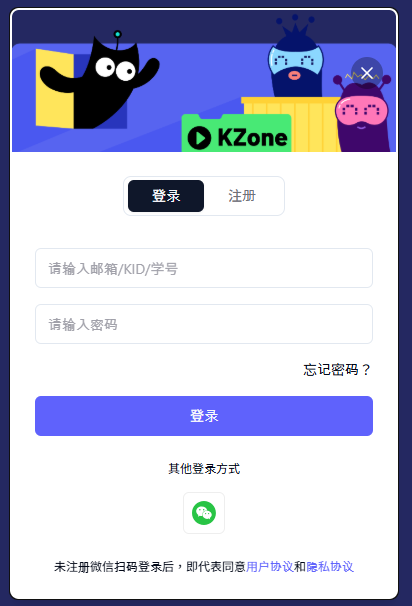 KZone
登录 注册
请输入邮箱/KID/学号
请输入密码
忘记密码？
登录
其他登录方式
未注册微信扫码登录后，即代表同意用户协议和隐私协议